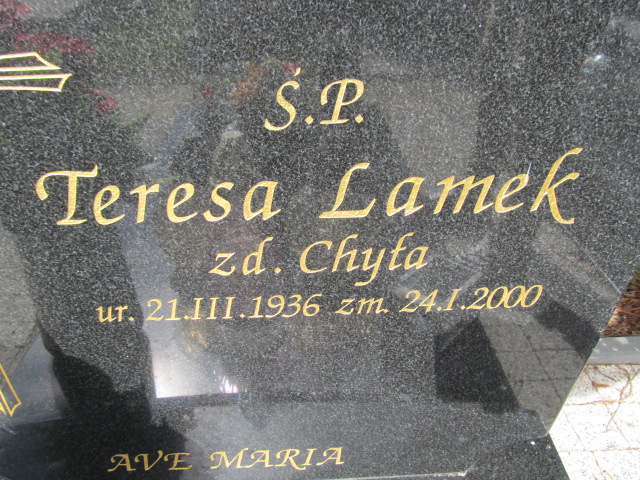 Ś.P.
Teresa Lamek
zd. Chyła
ur. 21.III.1936 zm. 24.I.2000
AVE MARIA